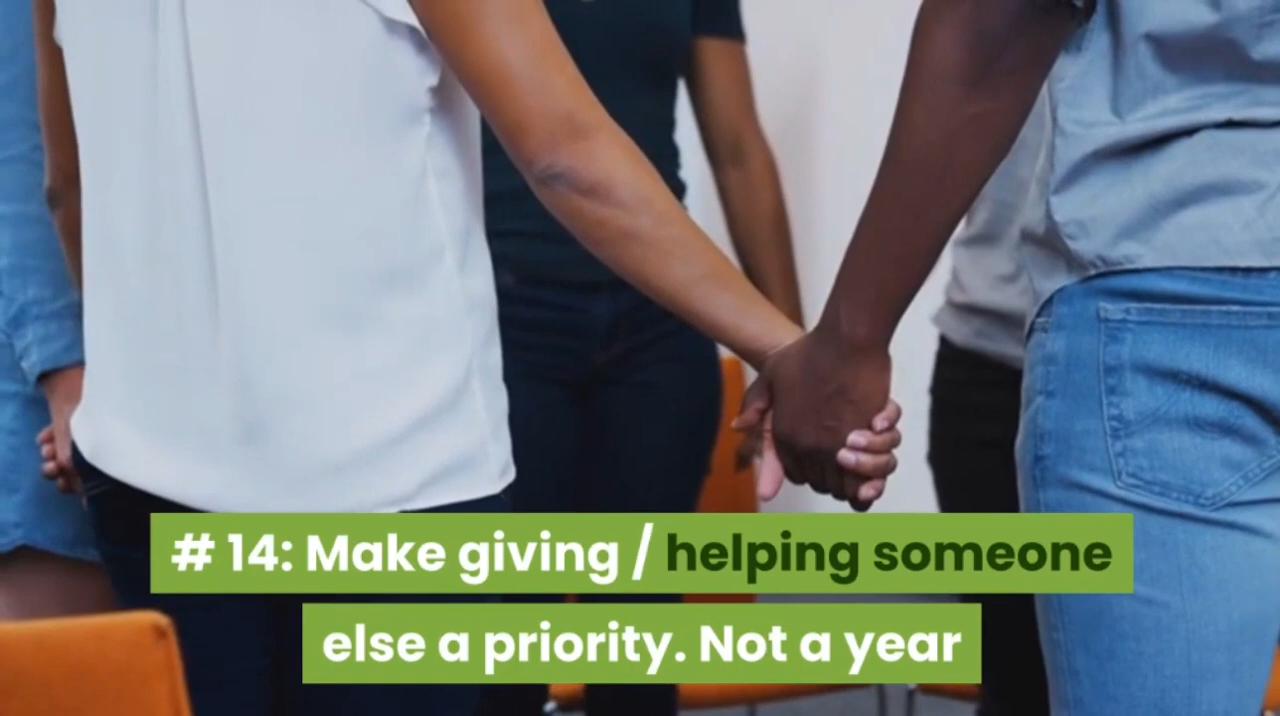 # 14: Make giving / helping someone
else a priority. Not a year